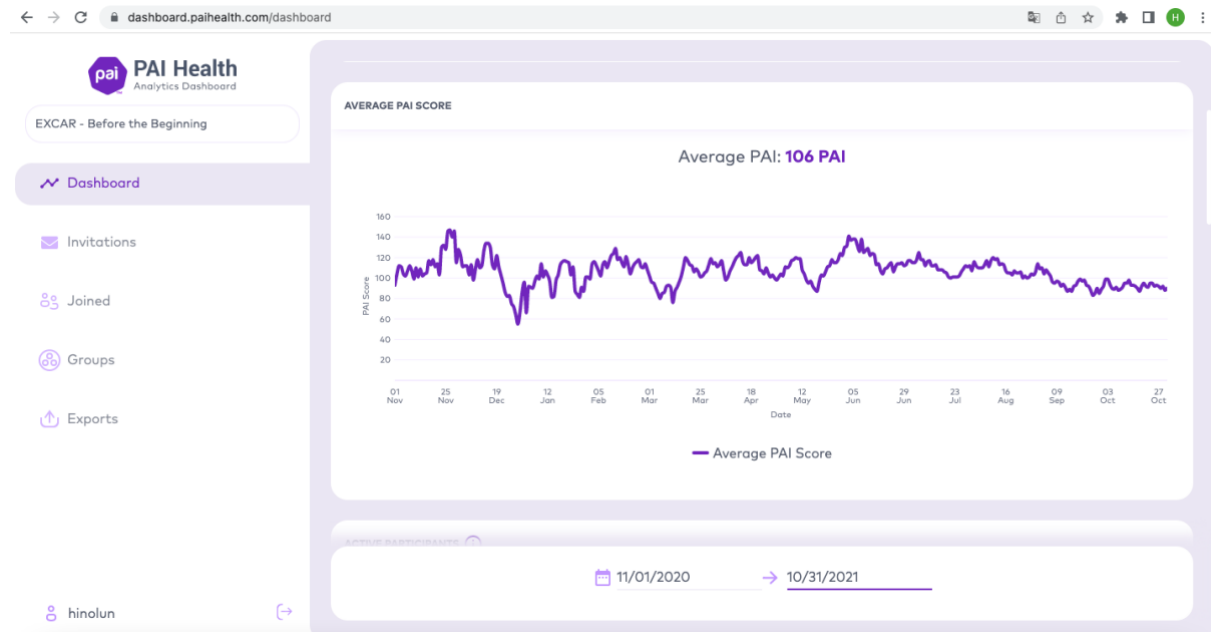 dashboard.paihealth.com/dashboard
H
pai
PAI Health
Analytics Dashboard
EXCAR - Before the Beginning
Dashboard
Invitations
Joined
Groups
Exports
hinolun
AVERAGE PAI SCORE
Average PAI: 106 PAI
PAI Score
160
140
120
100
80
60
40
20
01 25 19 12 05 01 25 18 12 05 29 23 16 09 03 27
Nov Nov Dec Jan Feb Mar Mar Apr May Jun Jun Jul Aug Sep Oct Oct
Date
Average PAI Score
ACTIVE PARTICIPANTS
11/01/2020 → 10/31/2021